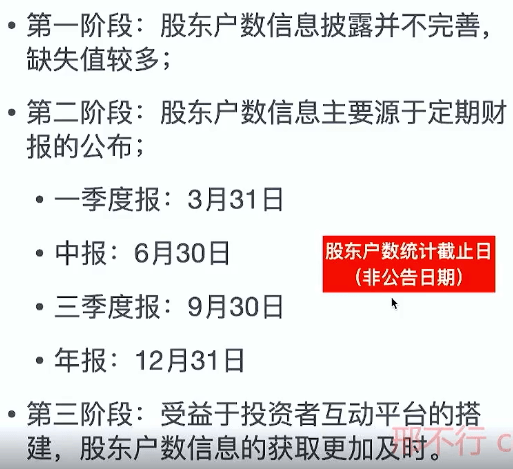 • 第一阶段：股东户数信息披露并不完善，
缺失值较多；
• 第二阶段：股东户数信息主要源于定期财
报的公布；
• 一季度报：3月31日
• 中报：6月30日
股东户数统计截止日
（非公告日期）
• 三季度报：9月30日
• 年报：12月31日
• 第三阶段：受益于投资者互动平台的搭
建，股东户数信息的获取更加及时。
邢不行 c